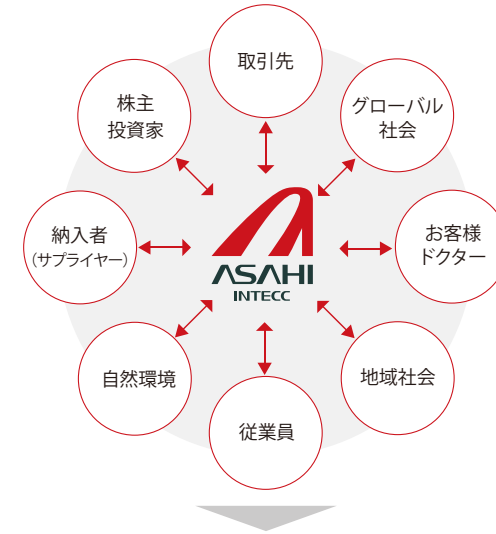 取引先
グローバル
社会
お客様
ドクター
地域社会
従業員
自然環境
納入者
(サプライヤー)
株主
投資家
ASAHI
INTECC